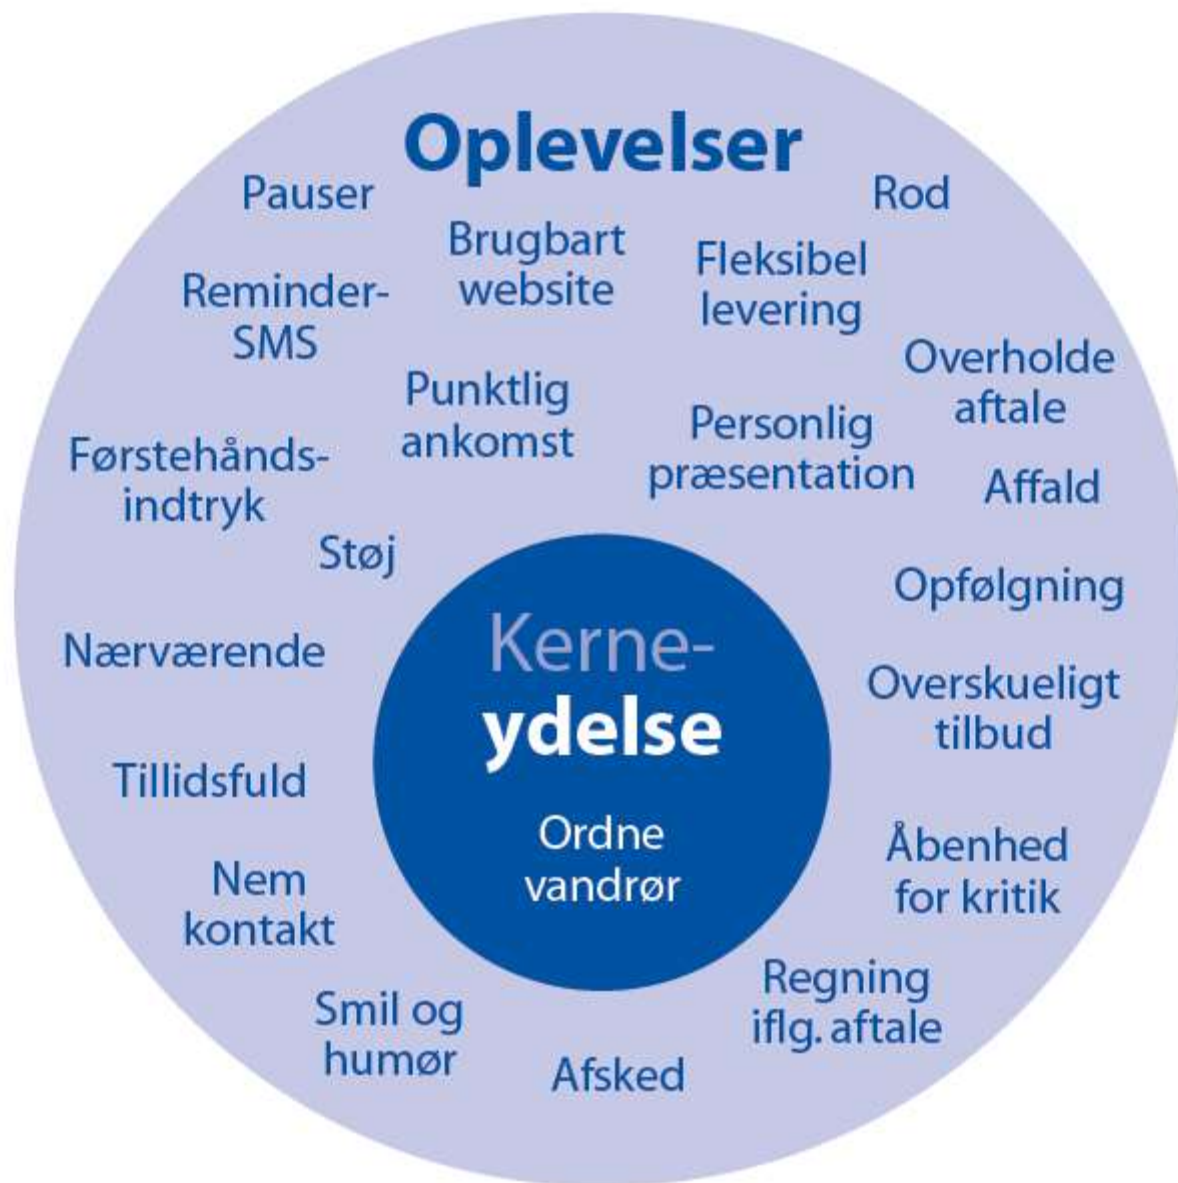 Oplevelser
Pauser
Rod
Brugbart
website
Fleksibel
levering
Reminder-
SMS
Overholde
aftale
Punktlig
ankomst
Personlig
præsentation
Førstehånds-
indtryk
Affald
Støj
Opfølgning
Nærværende
Kerne-
ydelse
Ordne
vandrør
Overskueligt
tilbud
Tillidsfuld
Åbenhed
for kritik
Nem
kontakt
Regning
iflg. aftale
Smil og
humør
Afsked